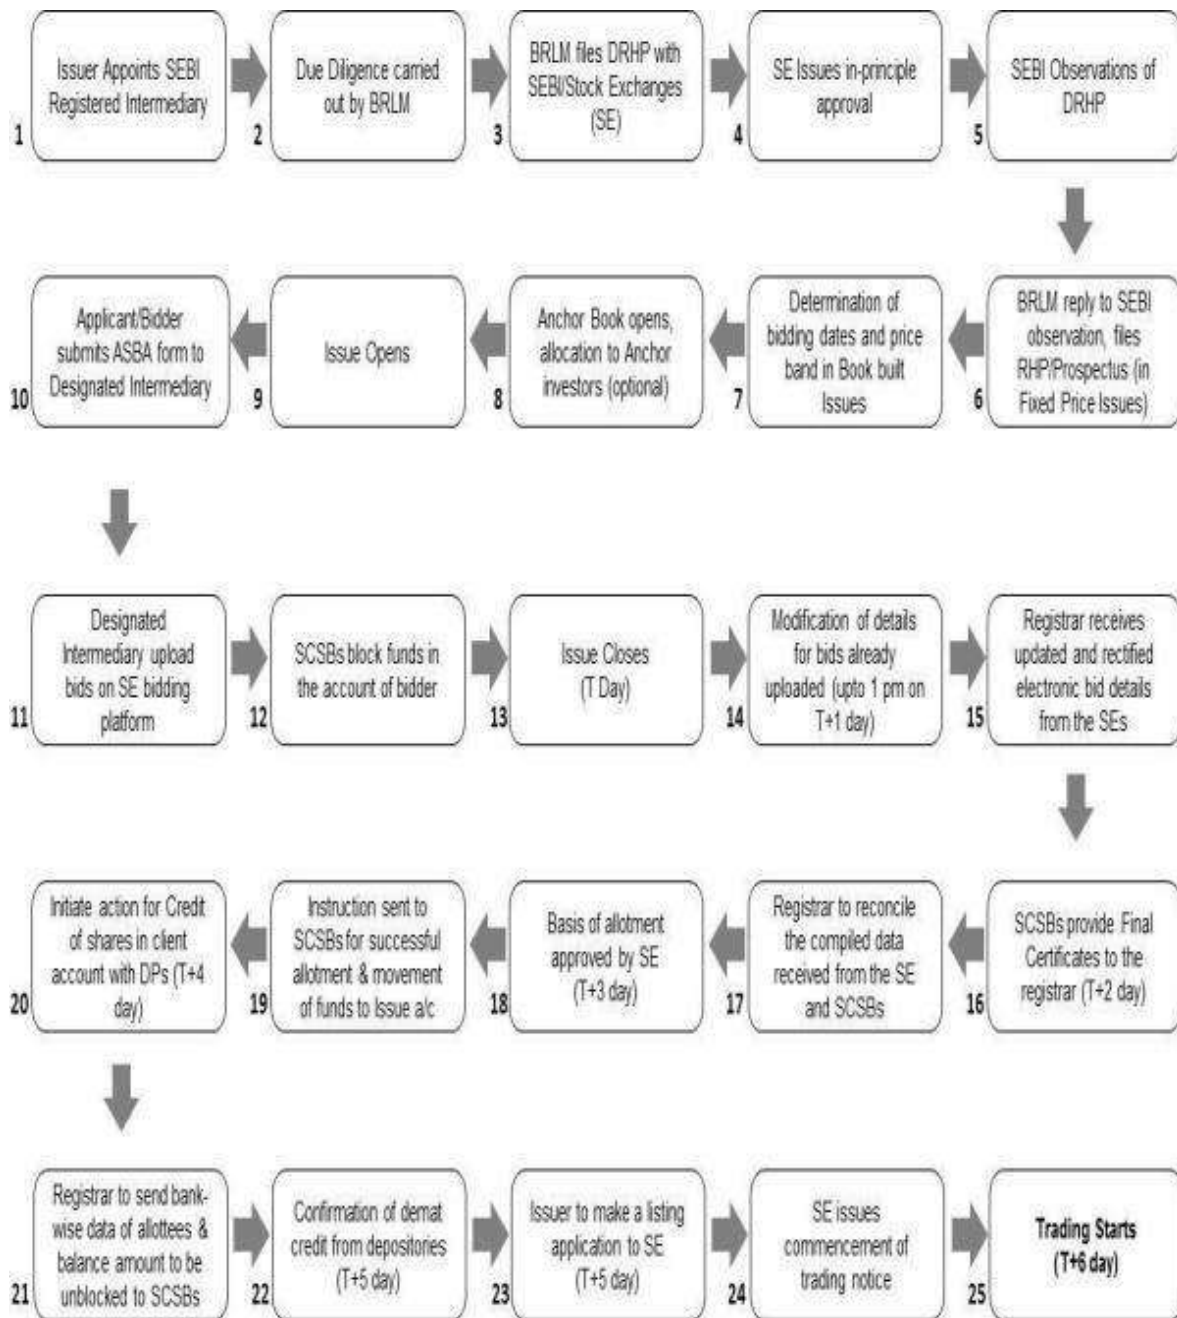 Issuer Appoints SEBI
Registered Intermediary
1
Due Diligence carried
out by BRLM
2
BRLM files DRHP with
SEBI/Stock Exchanges
(SE)
3
SE Issues in-principle
approval
4
SEBI Observations of
DRHP
5
BRLM reply to SEBI
observation, files
RHP/Prospectus (in
Fixed Price Issues)
6
Determination of
bidding dates and price
band in Book built
Issues
7
Anchor Book opens,
allocation to Anchor
investors (optional)
8
Issue Opens
9
Applicant/Bidder
submits ASBA form to
Designated Intermediary
10
Designated
Intermediary upload
bids on SE bidding
platform
11
SCSBs block funds in
the account of bidder
12
Issue Closes
(T Day)
13
Modification of details
for bids already
uploaded (upto 1 pm on
T+1 day)
14
Registrar receives
updated and rectified
electronic bid details
from the SEs
15
SCSBs provide Final
Certificates to the
registrar (T+2 day)
16
Registrar to reconcile
the compiled data
received from the SE
and SCSBs
17
Basis of allotment
approved by SE
(T+3 day)
18
Instruction sent to
SCSBs for successful
allotment & movement
of funds to Issue a/c
19
Initiate action for Credit
of shares in client
account with DPs (T+4
day)
20
Registrar to send bank-
wise data of allottees &
balance amount to be
unblocked to SCSBs
21
Confirmation of demat
credit from depositories
(T+5 day)
22
Issuer to make a listing
application to SE
(T+5 day)
23
SE issues
commencement of
trading notice
24
Trading Starts
(T+6 day)
25